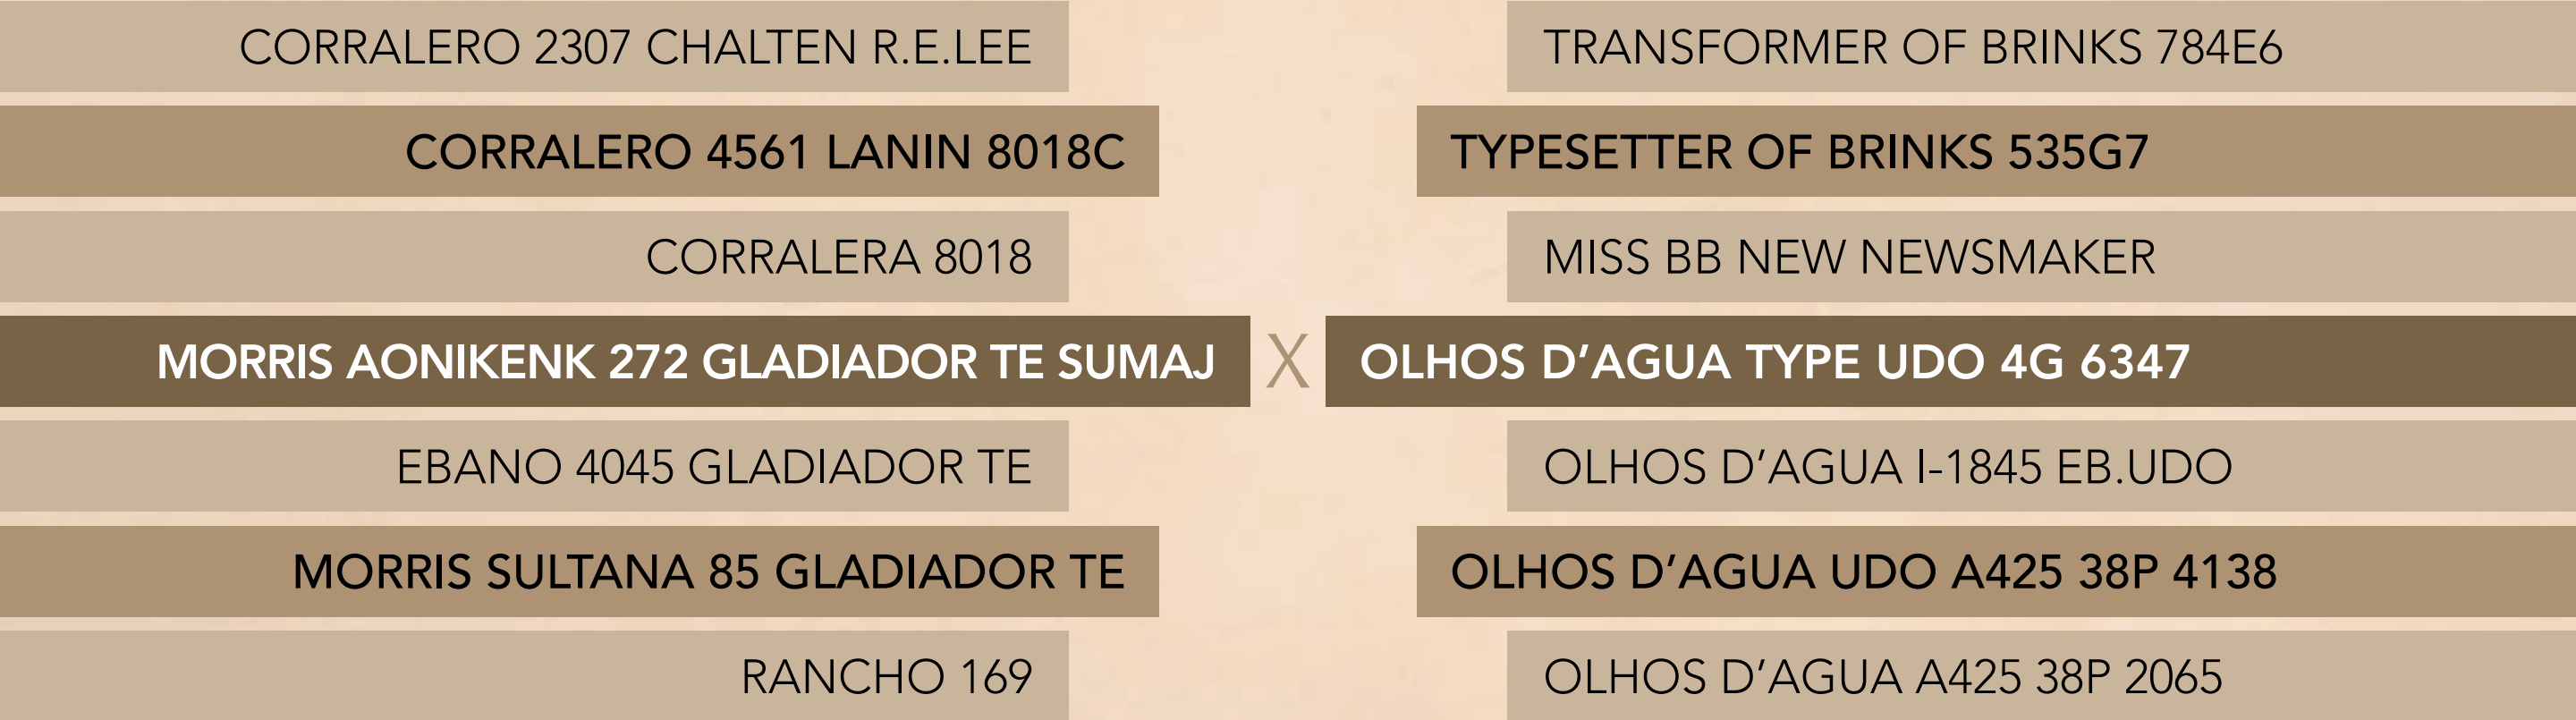 CORRALERO 2307 CHALTEN R.E.LEE
CORRALERO 4561 LANIN 8018C
CORRALERA 8018
MORRIS AONIKENK 272 GLADIADOR TE SUMAJ
EBANO 4045 GLADIADOR TE
MORRIS SULTANA 85 GLADIADOR TE
RANCHO 169
X
TRANSFORMER OF BRINKS 784E6
TYPESETTER OF BRINKS 535G7
MISS BB NEW NEWSMAKER
OLHOS D’AGUA TYPE UDO 4G 6347
OLHOS D’AGUA I-1845 EB.UDO
OLHOS D’AGUA UDO A425 38P 4138
OLHOS D’AGUA A425 38P 2065